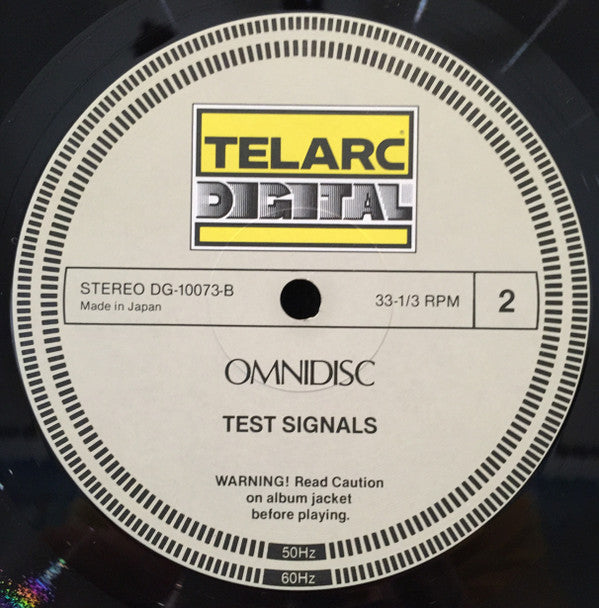 TELARC®
DIGITAL
STEREO DG-10073-B
Made in Japan
33-1/3 RPM
2
OMNIDISC
TEST SIGNALS
WARNING! Read Caution
on album jacket
before playing.
50Hz
60Hz